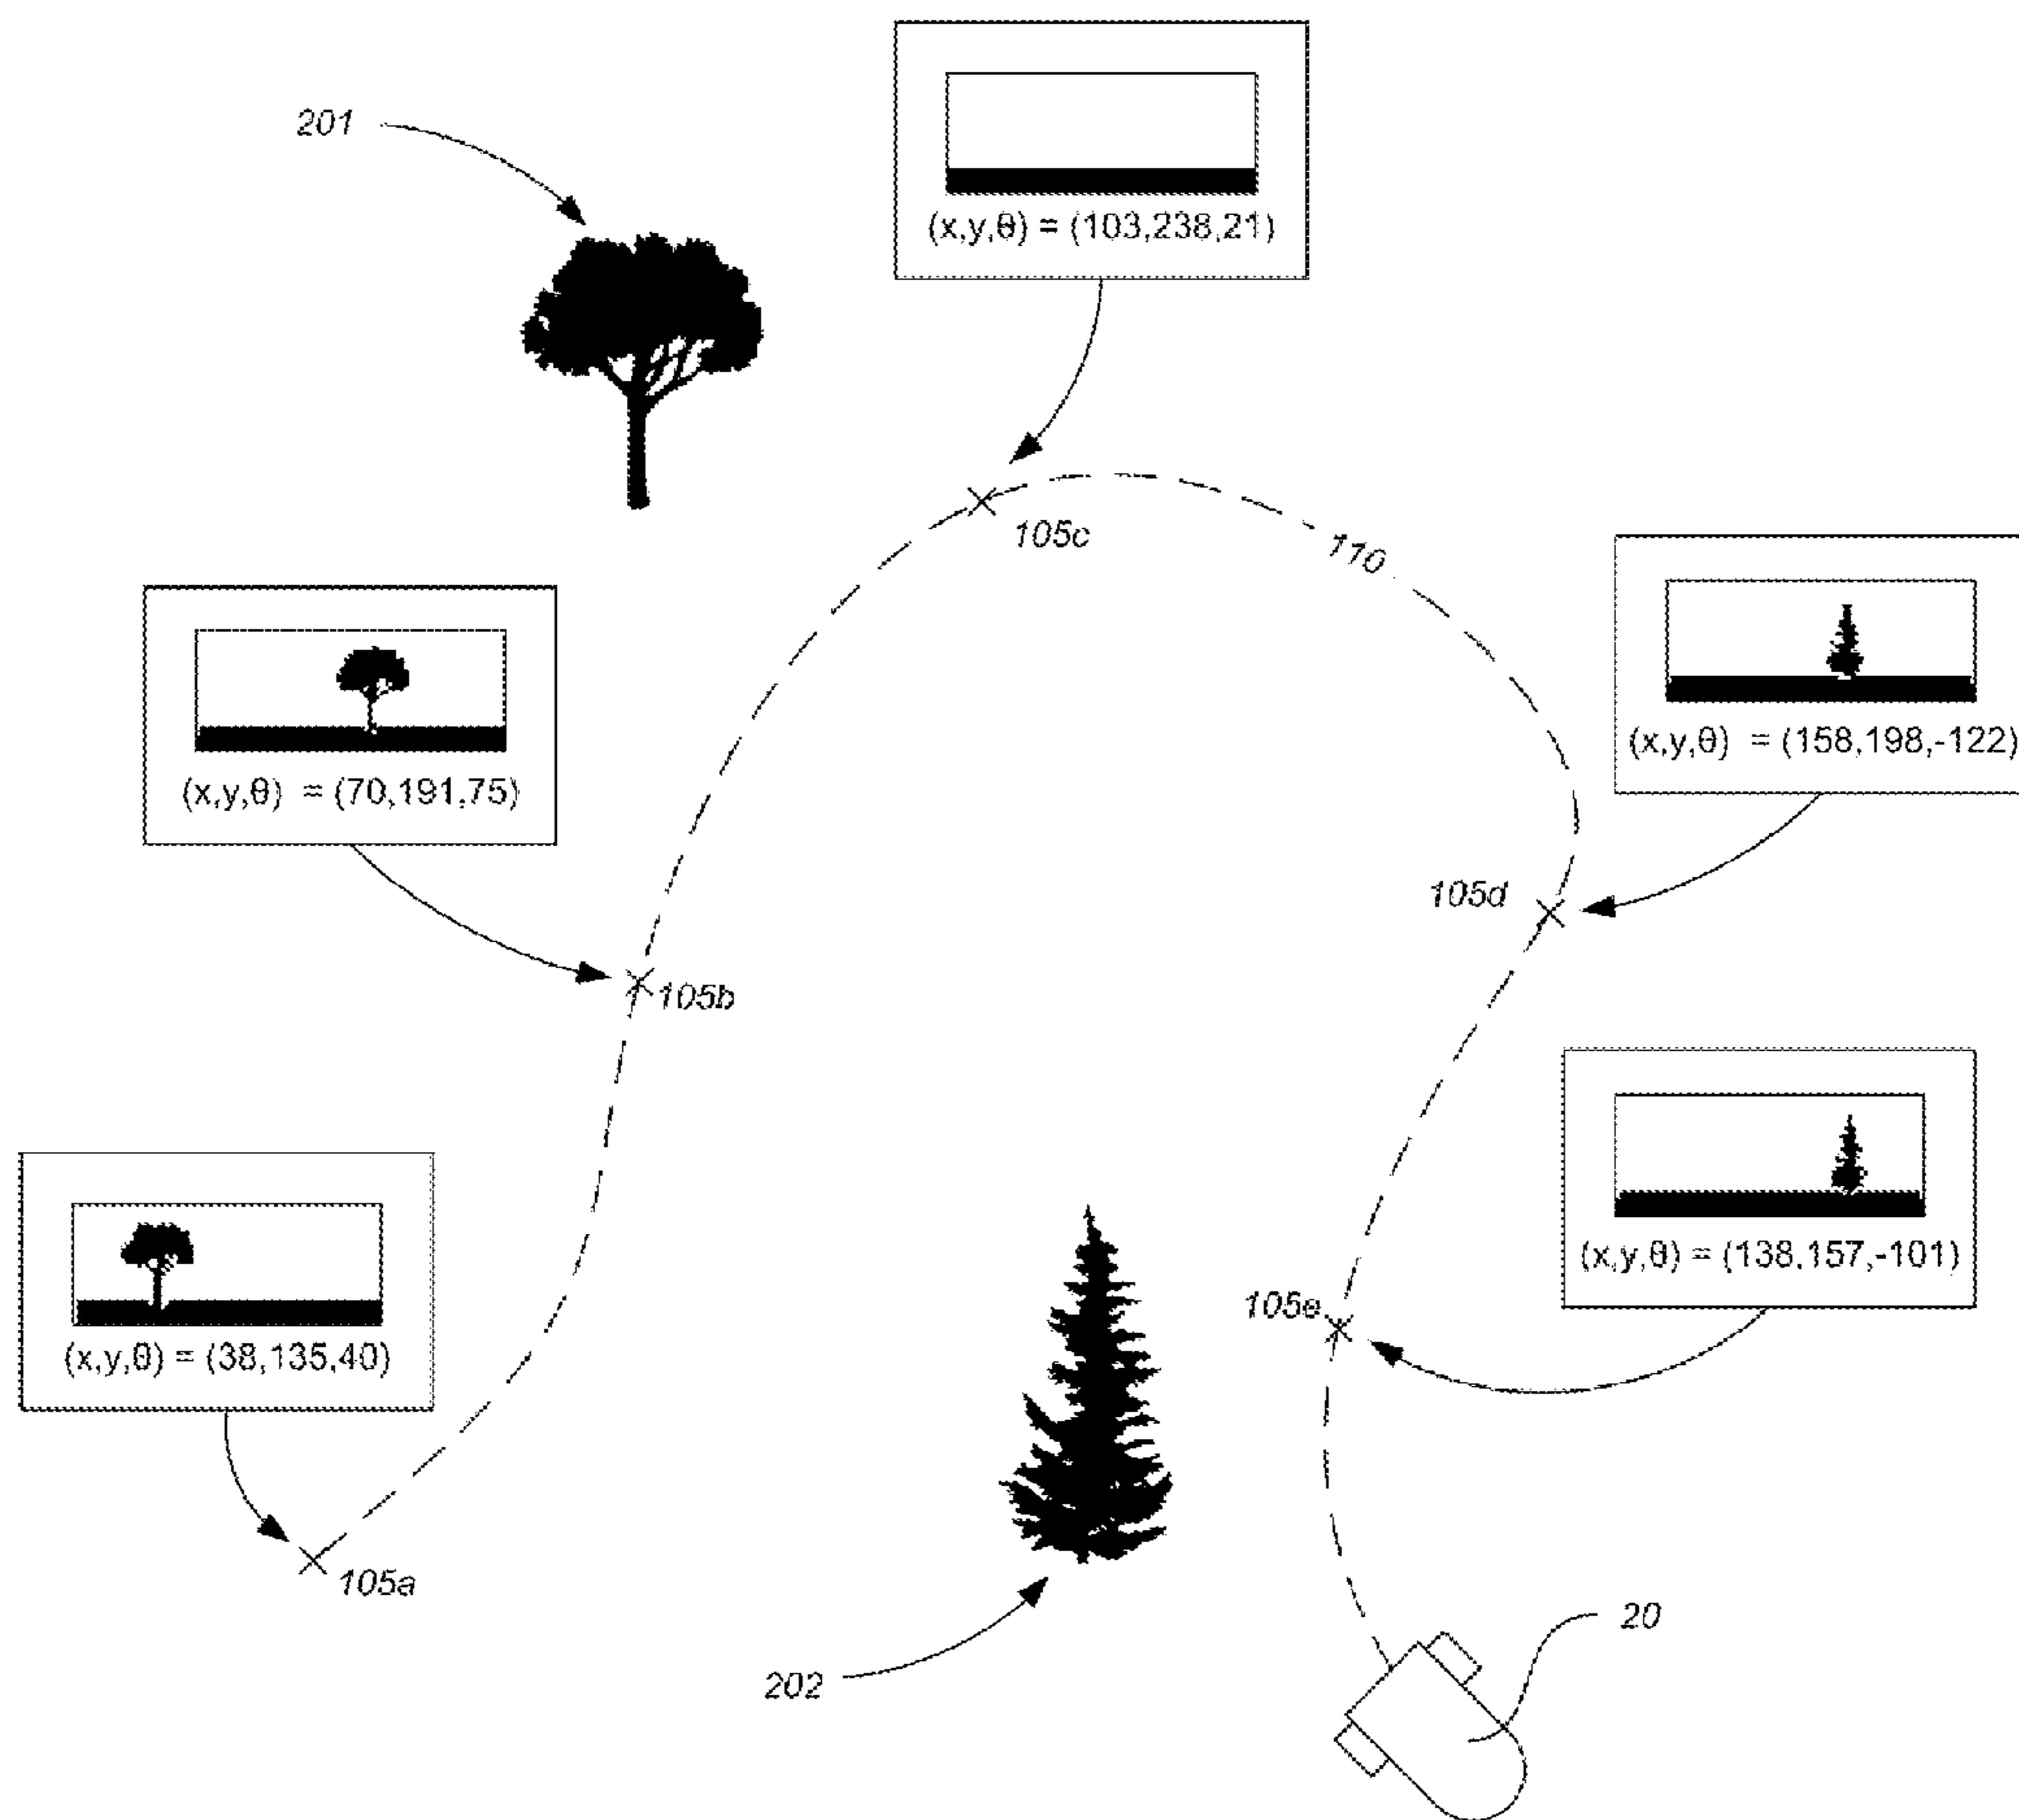 201
(x,y,θ) = (103,238,21)
105c
110
(x,y,θ) = (158,198,-122)
(x,y,θ) = (70,191,75)
105d
105b
(x,y,θ) = (138,157,-101)
105e
(x,y,θ) = (38,135,40)
105a
20
202